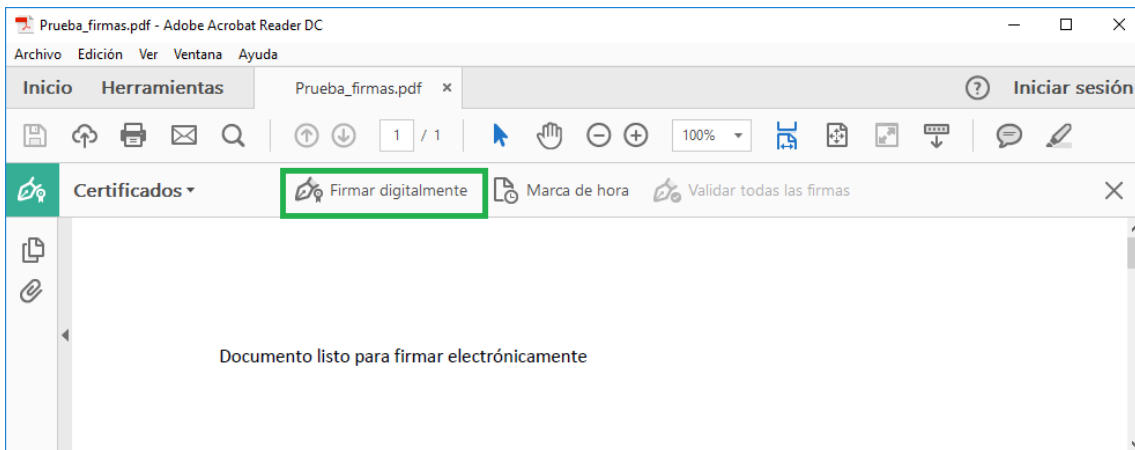 Prueba_firmas.pdf - Adobe Acrobat Reader DC
Archivo Edición Ver Ventana Ayuda
Inicio Herramientas Prueba_firmas.pdf × ? Iniciar sesión
1 / 1 100%
Certificados Firmar digitalmente Marca de hora Validar todas las firmas
Documento listo para firmar electrónicamente